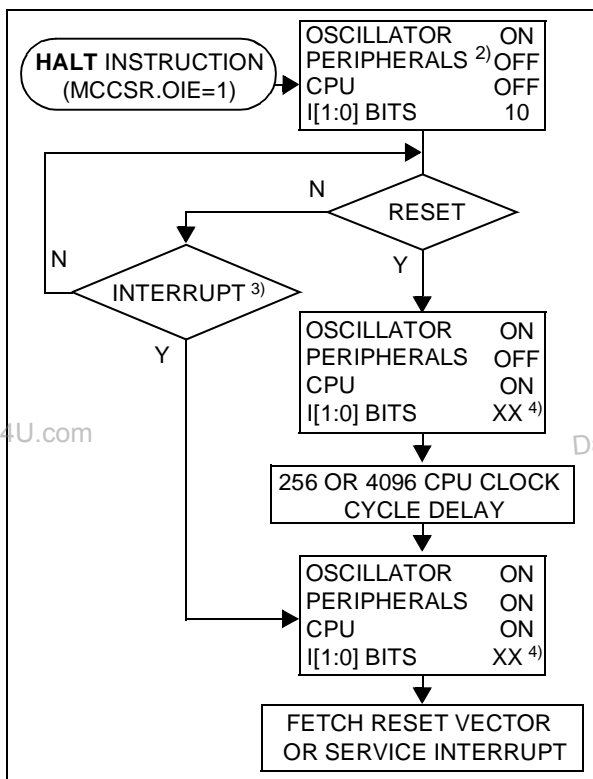 HALT INSTRUCTION
(MCCSR.OIE=1)
OSCILLATOR ON
PERIPHERALS 2) OFF
CPU OFF
I[1:0] BITS 10
N
RESET
Y
N
INTERRUPT 3)
Y
OSCILLATOR ON
PERIPHERALS OFF
CPU ON
I[1:0] BITS XX 4)
4U.com
D
256 OR 4096 CPU CLOCK
CYCLE DELAY
OSCILLATOR ON
PERIPHERALS ON
CPU ON
I[1:0] BITS XX 4)
FETCH RESET VECTOR
OR SERVICE INTERRUPT